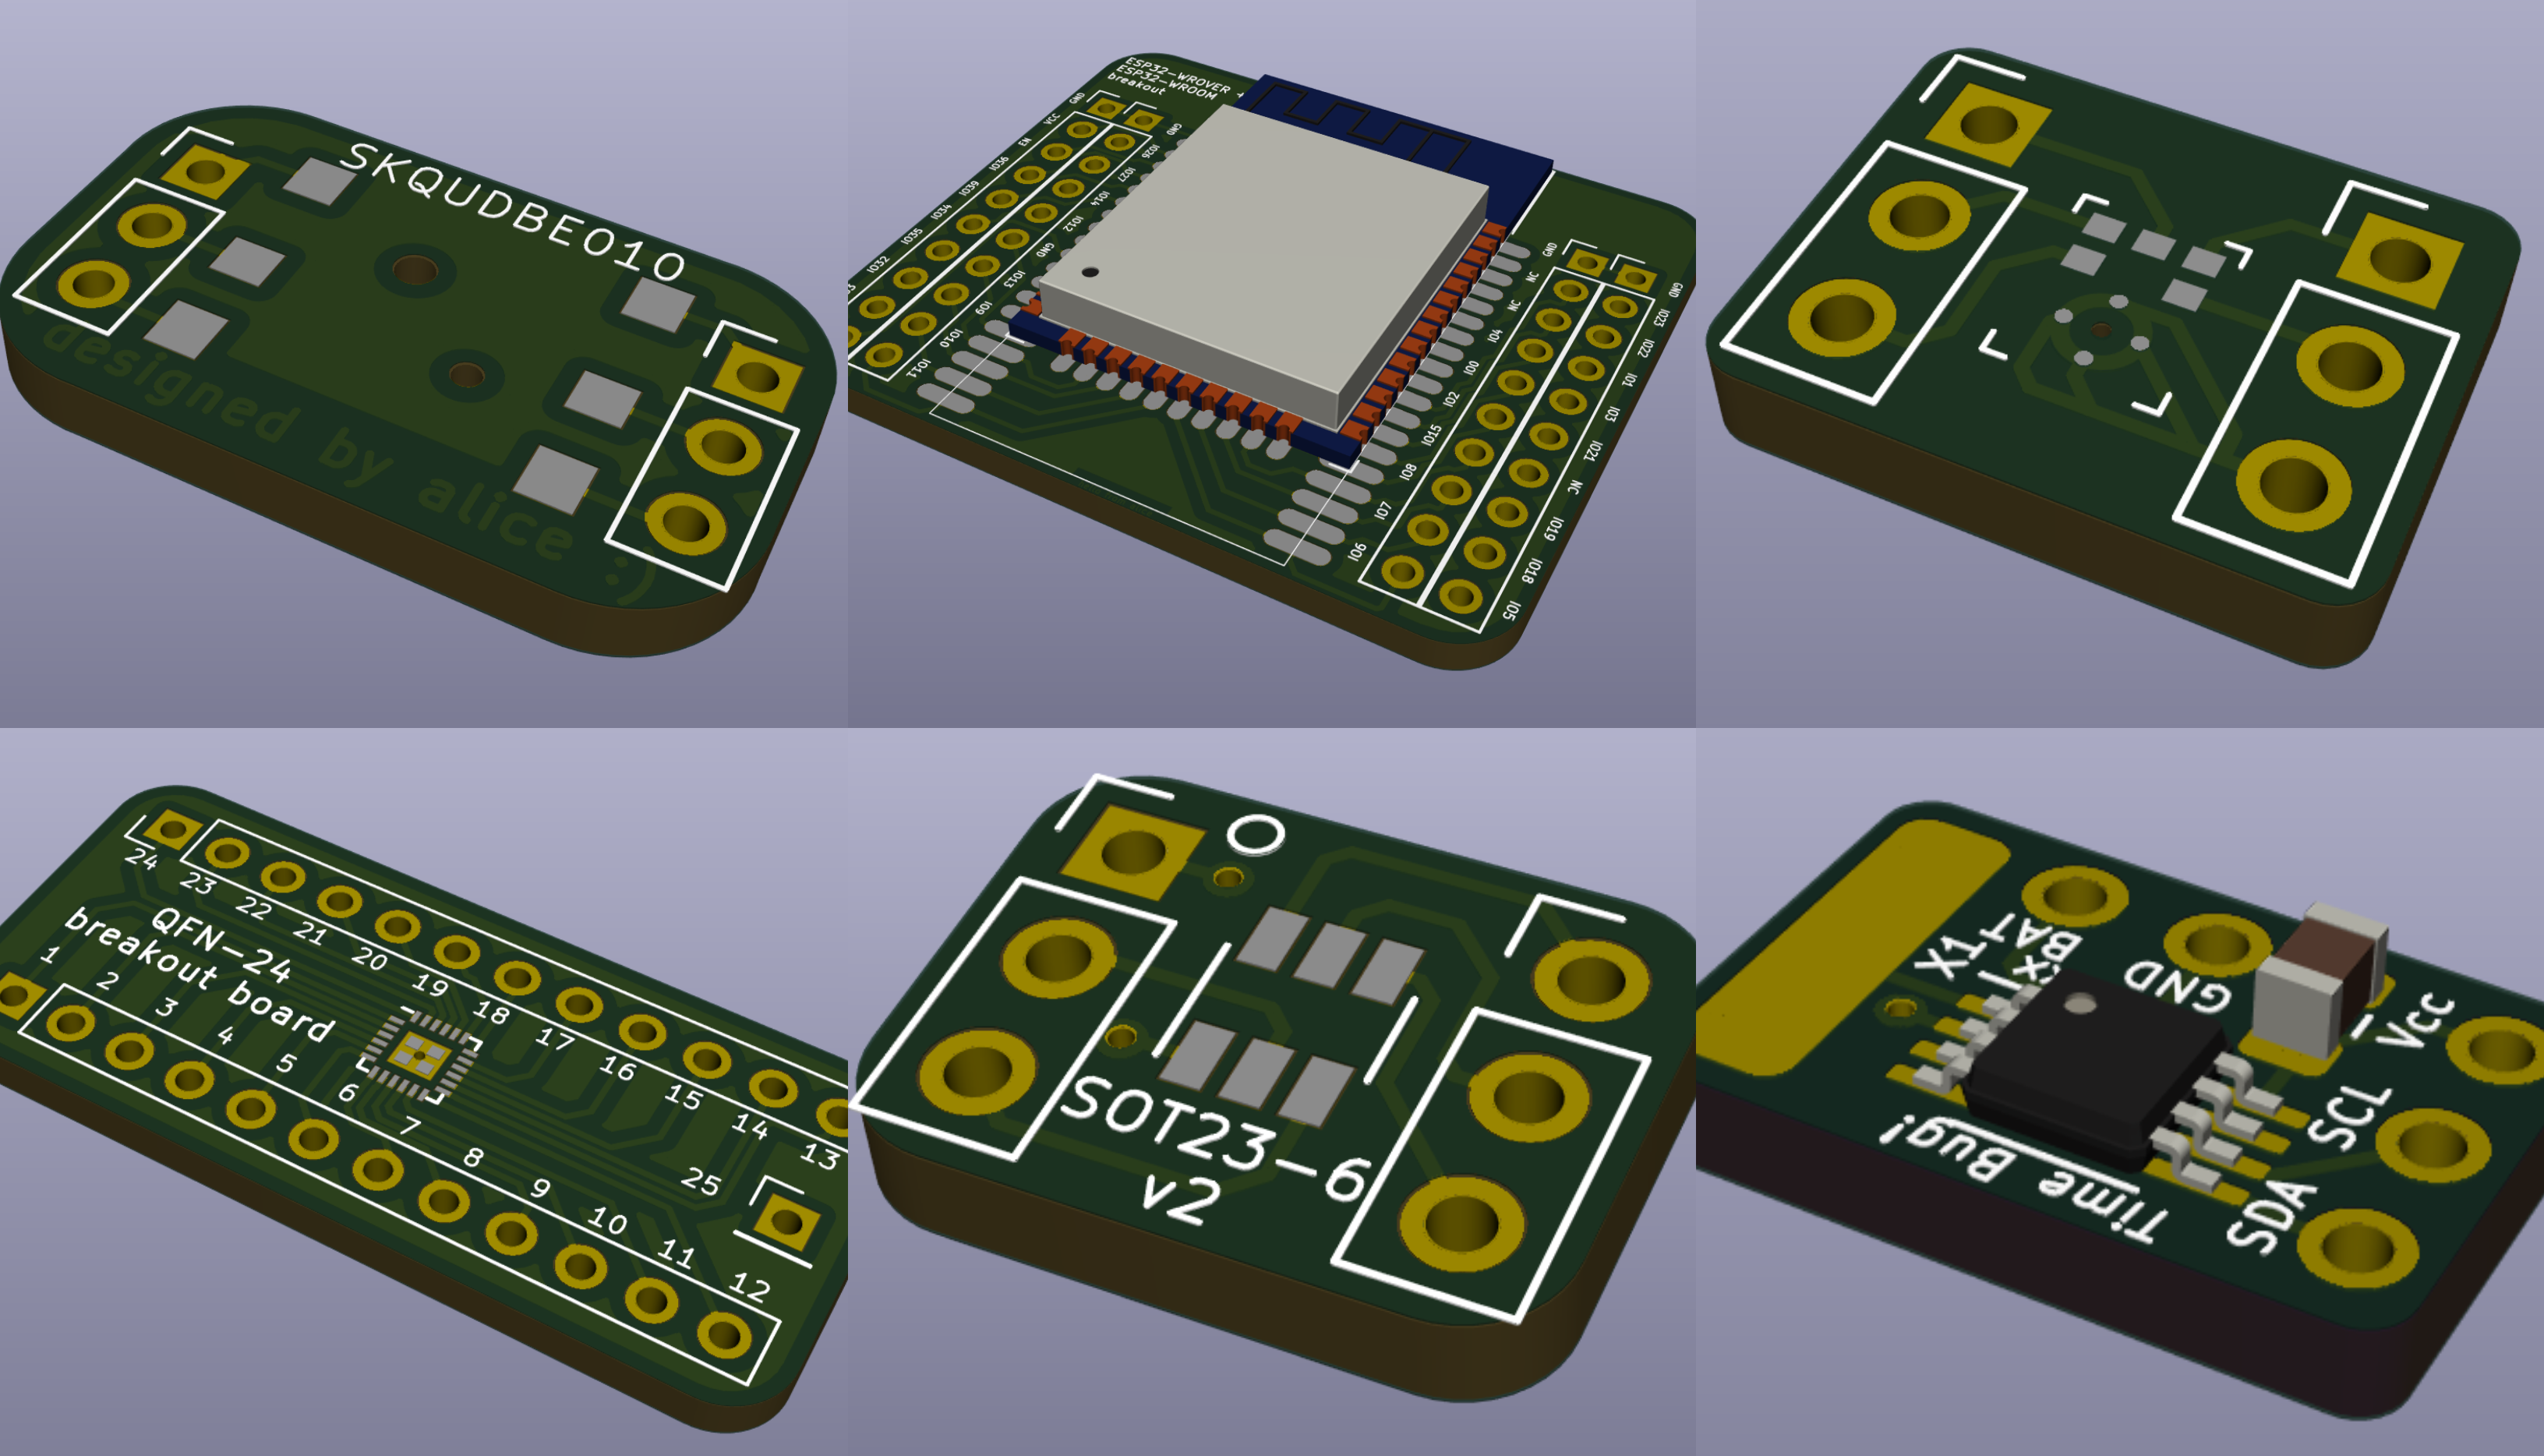 SKQUDBE010
designed by alice :)
ESP32-WROVER +
ESP32-WROOM
breakout
GND
VCC
EN
IO36
IO39
IO34
IO35
IO32
GND
IO26
IO27
IO14
IO12
GND
IO13
IO9
IO10
IO11
GND
NC
NC
IO4
IO0
IO2
IO15
IO8
IO7
IO6
GND
IO23
IO22
IO1
IO3
IO21
NC
IO19
IO18
IO5
24
23
22
21
20
19
18
17
16
15
14
13
QFN-24
breakout board
1
2
3
4
5
6
7
8
9
10
11
12
25
SOT23-6
v2
BAT
GND
Vcc
SCL
SDA
Time Bug!